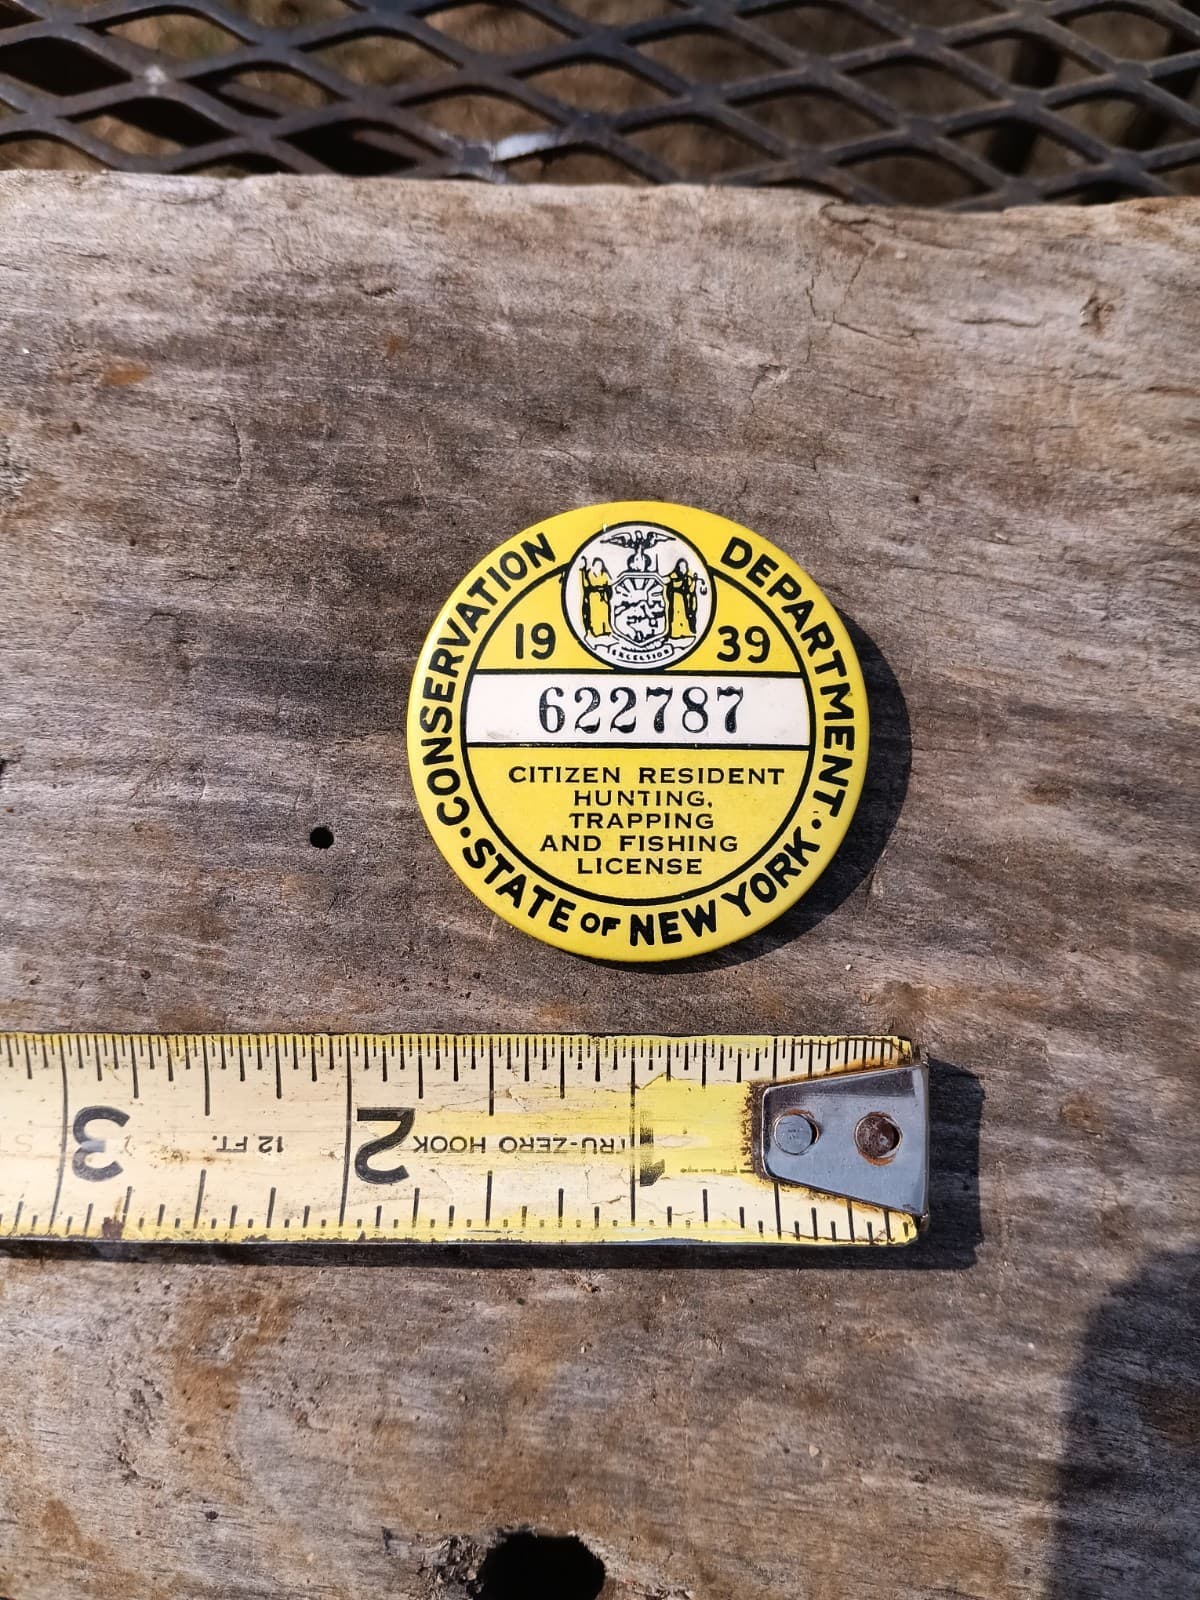 CONSERVATION DEPARTMENT
19 39
EXCELSIOR
622787
CITIZEN RESIDENT
HUNTING,
TRAPPING
AND FISHING
LICENSE
• STATE OF NEW YORK •
3
12 FT.
2
TRU-ZERO HOOK
1